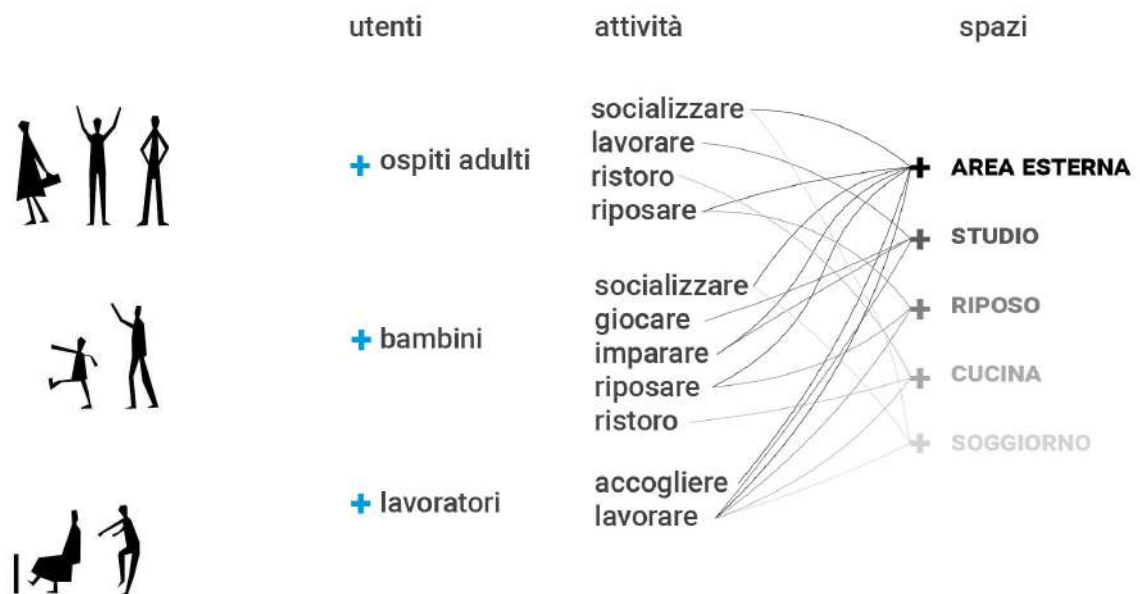 utenti attività spazi
socializzare
lavorare
+ ospiti adulti
ristoro
riposare
socializzare
giocare
+ bambini
imparare
riposare
ristoro
accogliere
+ lavoratori
lavorare
+ AREA ESTERNA
+ STUDIO
+ RIPOSO
+ CUCINA
+ SOGGIORNO